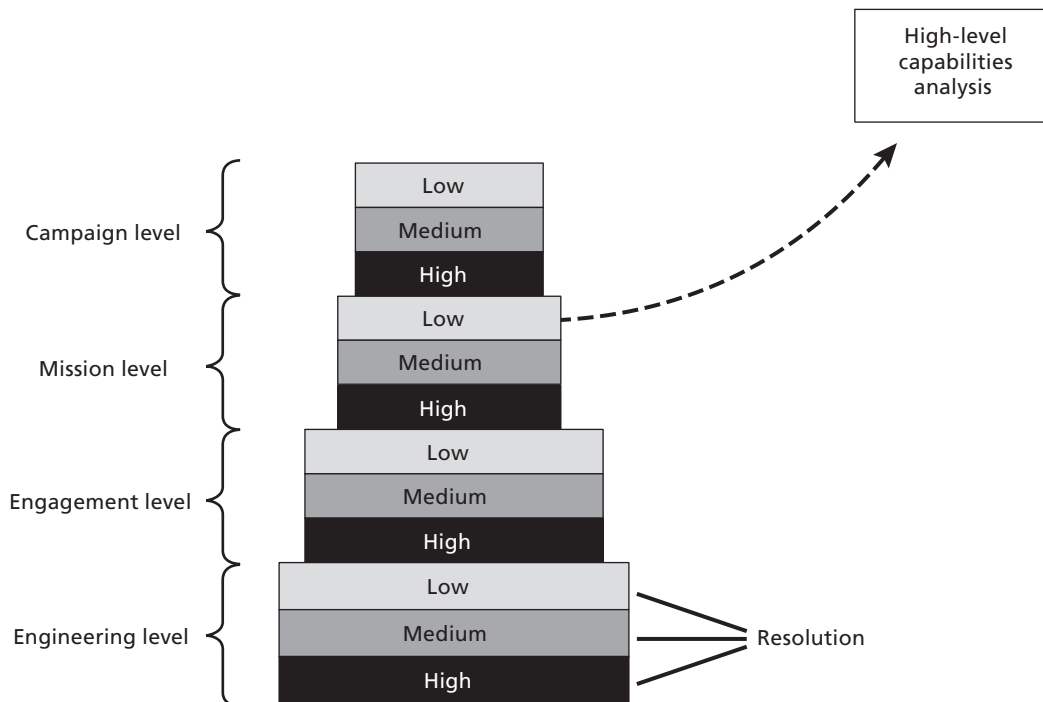 High-level
capabilities
analysis
Campaign level
Low
Medium
High
Mission level
Low
Medium
High
Engagement level
Low
Medium
High
Engineering level
Low
Medium
High
Resolution